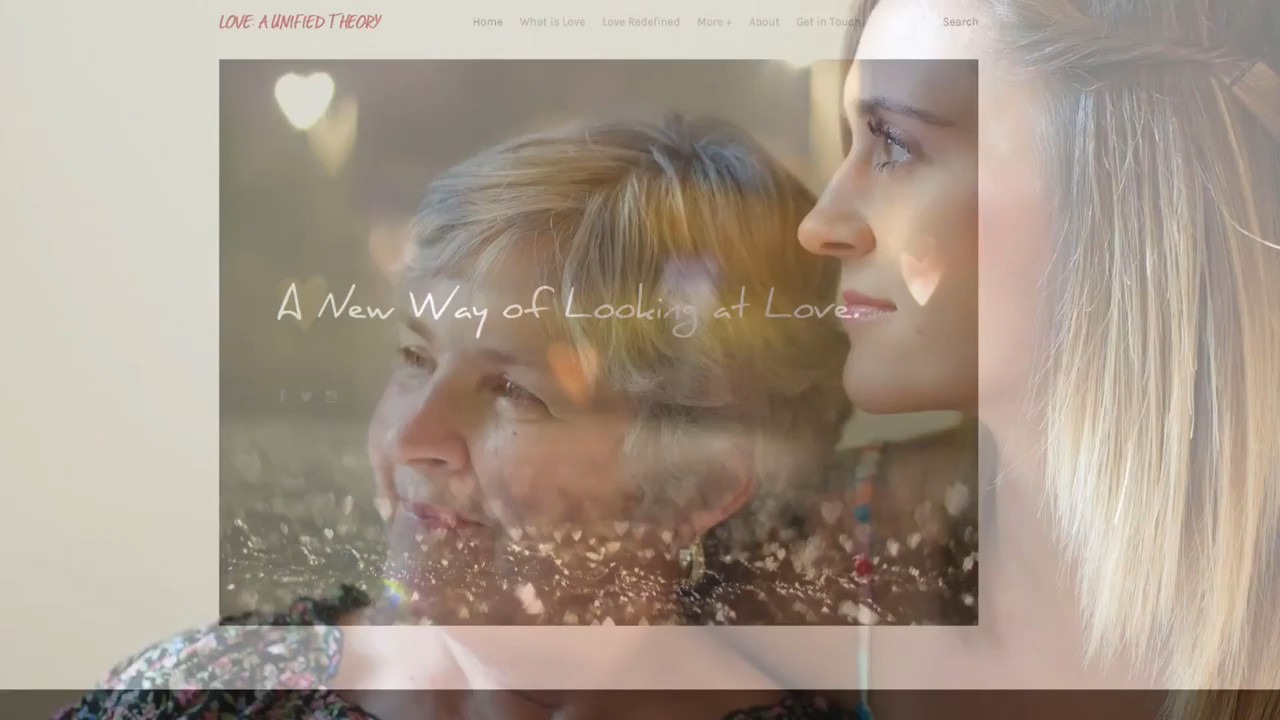 LOVE: A UNIFIED THEORY
Home What is Love Love Redefined More + About Get in Touch Search
A New Way of Looking at Love.